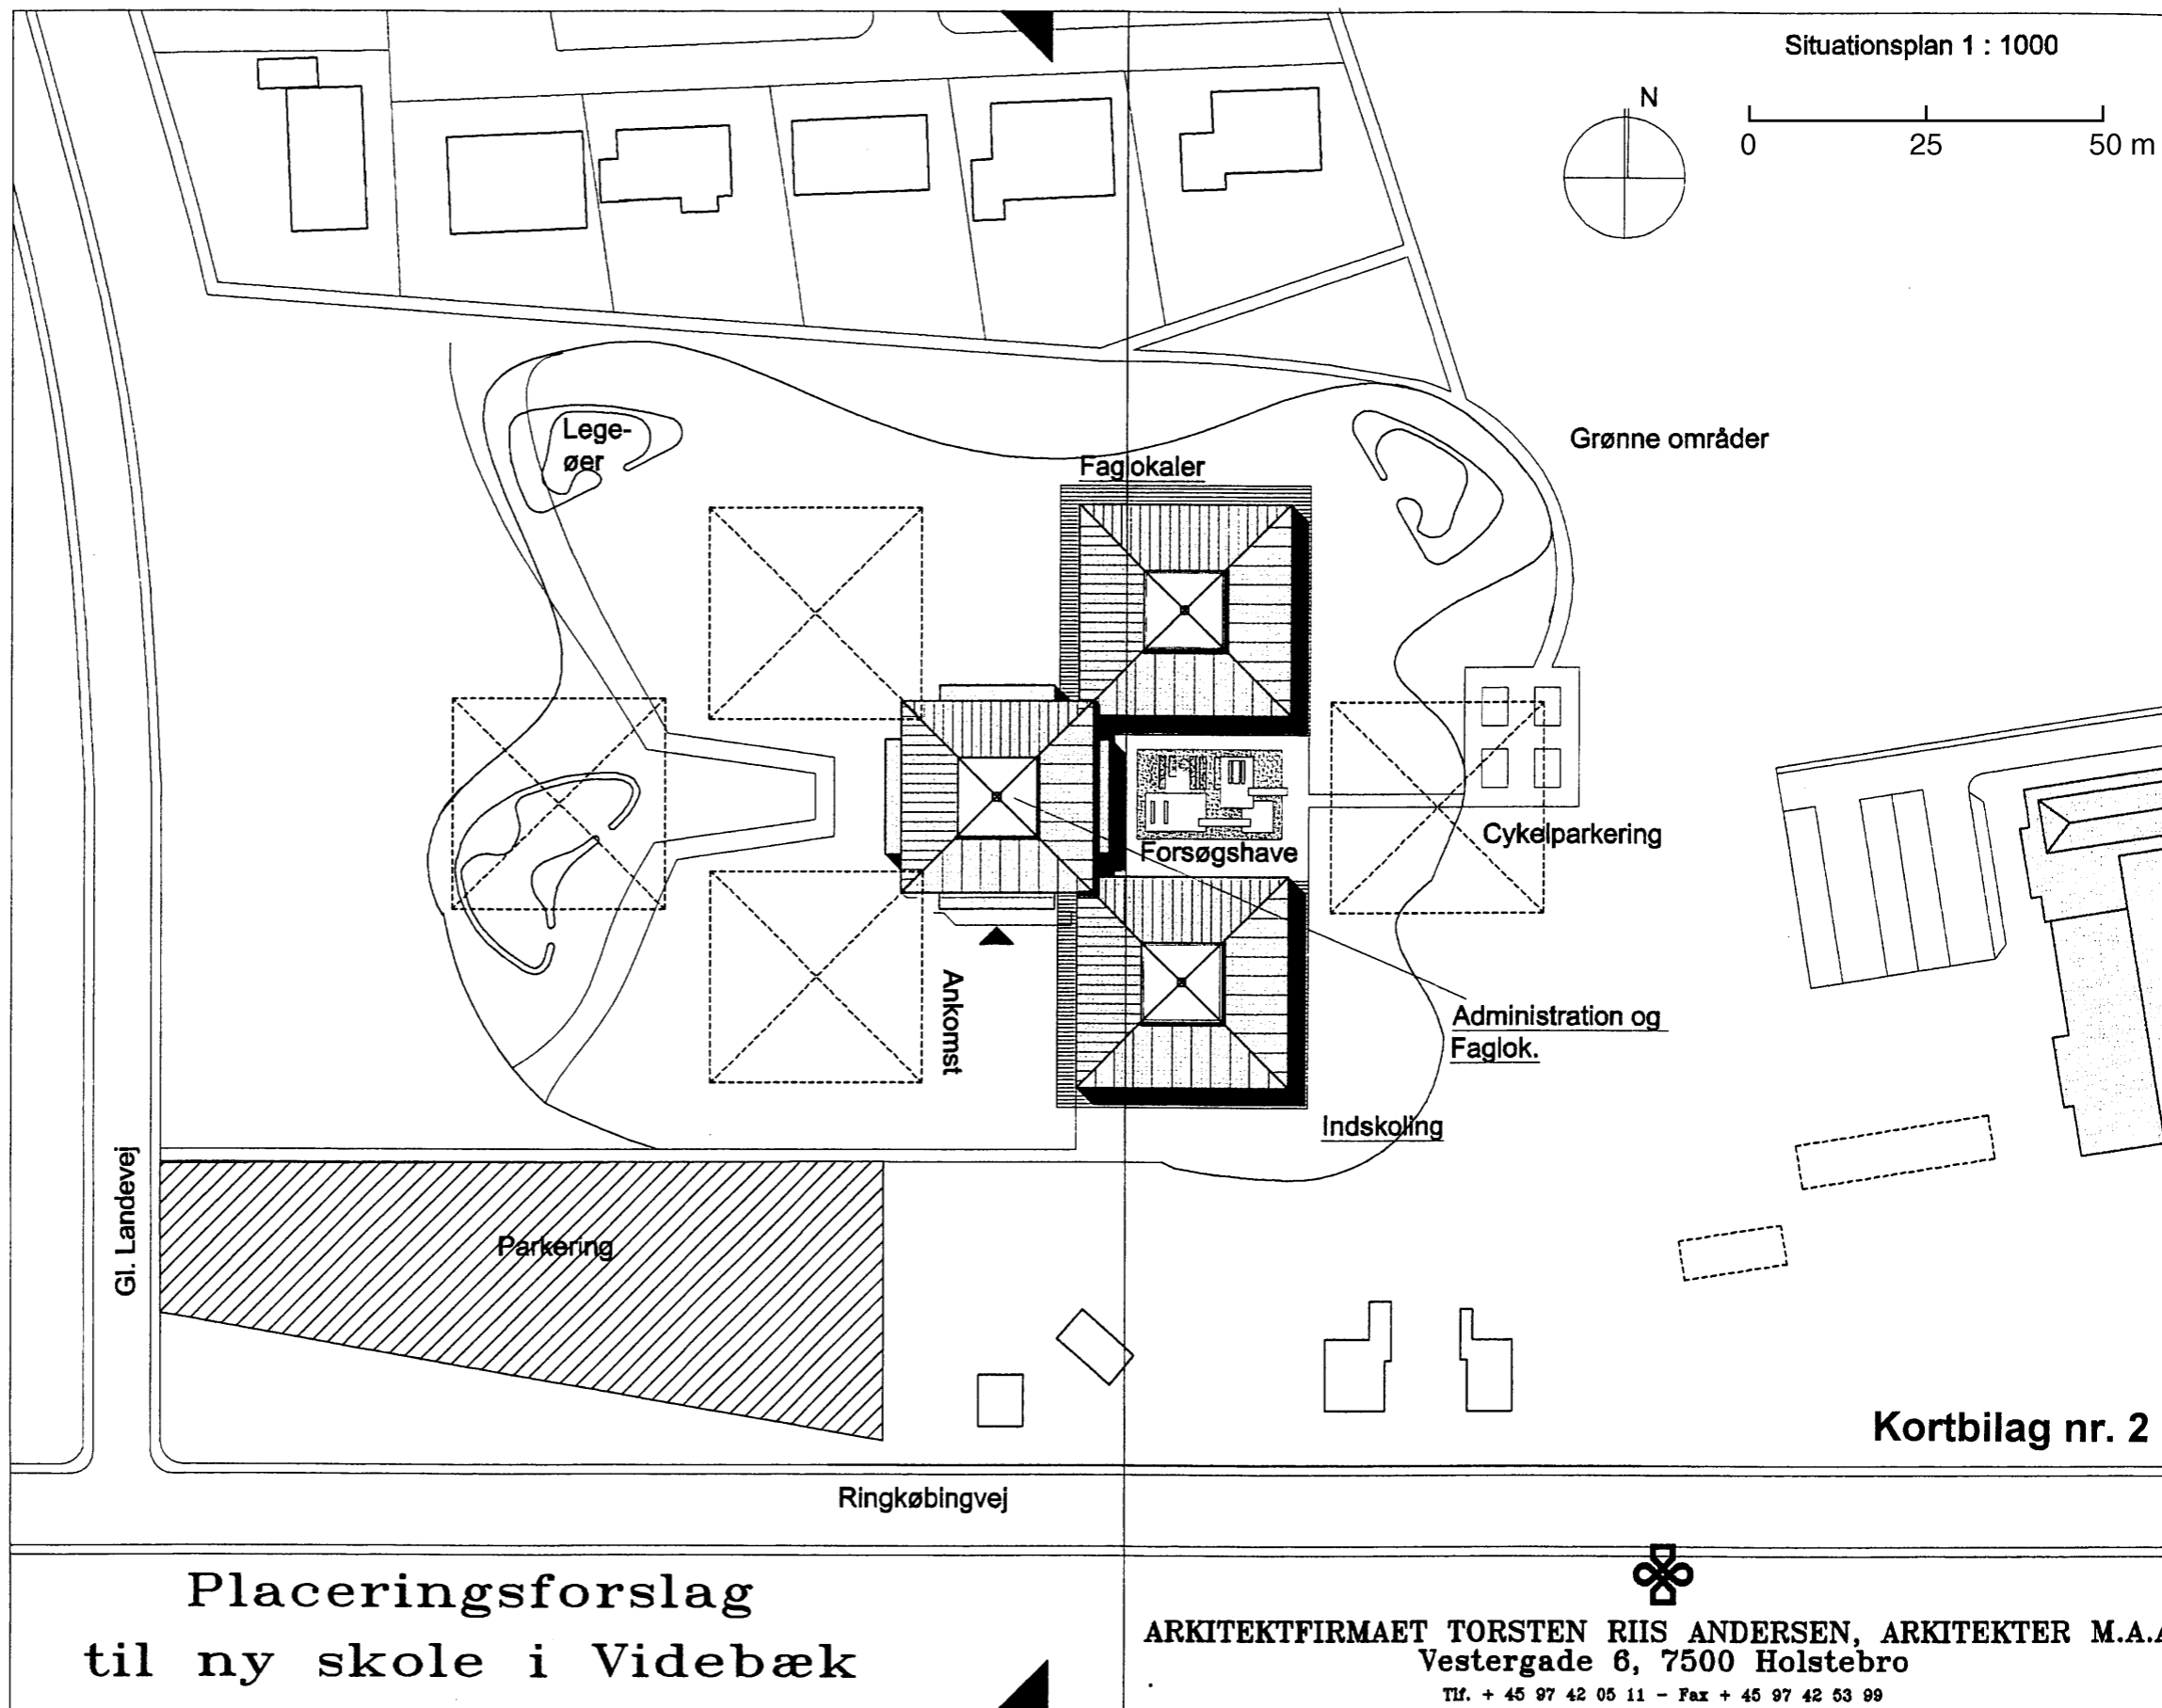 Situationsplan 1 : 1000
N
0 25 50 m
Lege-
øer
Grønne områder
Faglokaler
Cykelparkering
Forsøgshave
Ankomst
Administration og
Faglok.
Indskoling
Gl. Landevej
Parkering
Kortbilag nr. 2
Ringkøbingvej
Placeringsforslag
til ny skole i Videbæk
ARKITEKTFIRMAET TORSTEN RIIS ANDERSEN, ARKITEKTER M.A.A
Vestergade 6, 7500 Holstebro
Tlf. + 45 97 42 05 11 - Fax + 45 97 42 53 99